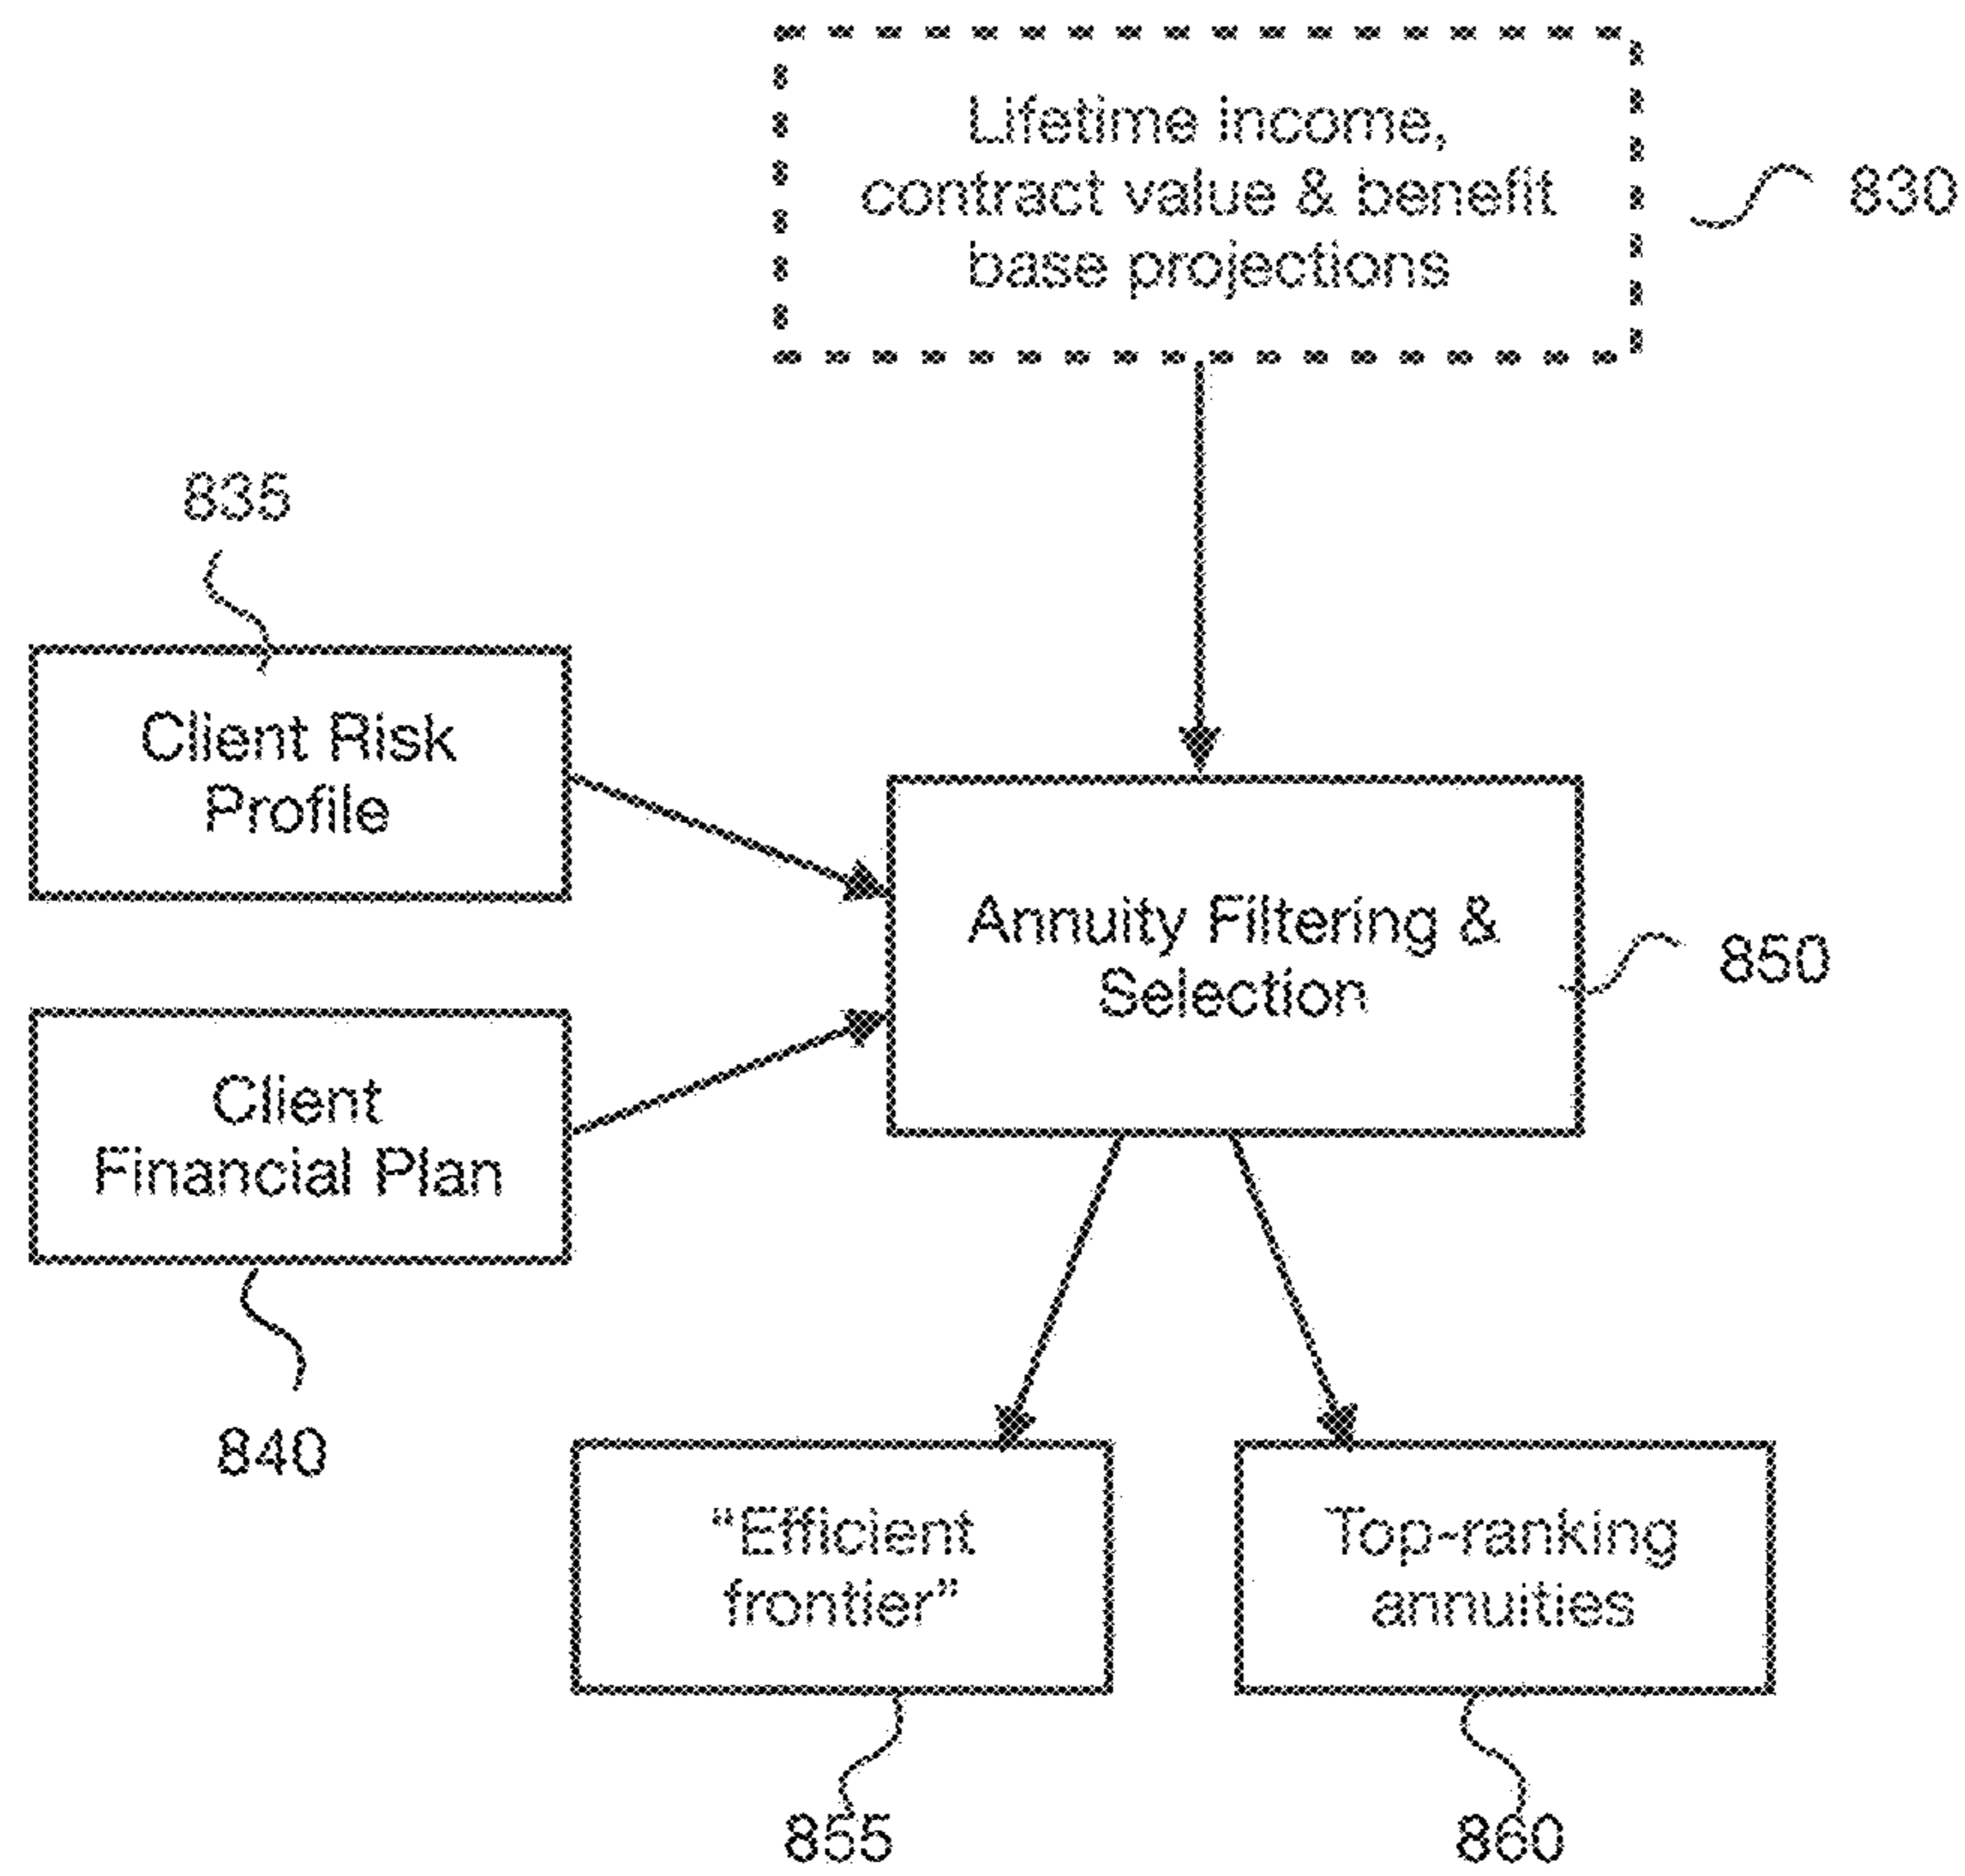 Lifetime income,
contract value & benefit
base projections
830
835
Client Risk
Profile
Annuity Filtering &
Selection
850
Client
Financial Plan
840
“Efficient
frontier”
Top-ranking
annuities
855
860